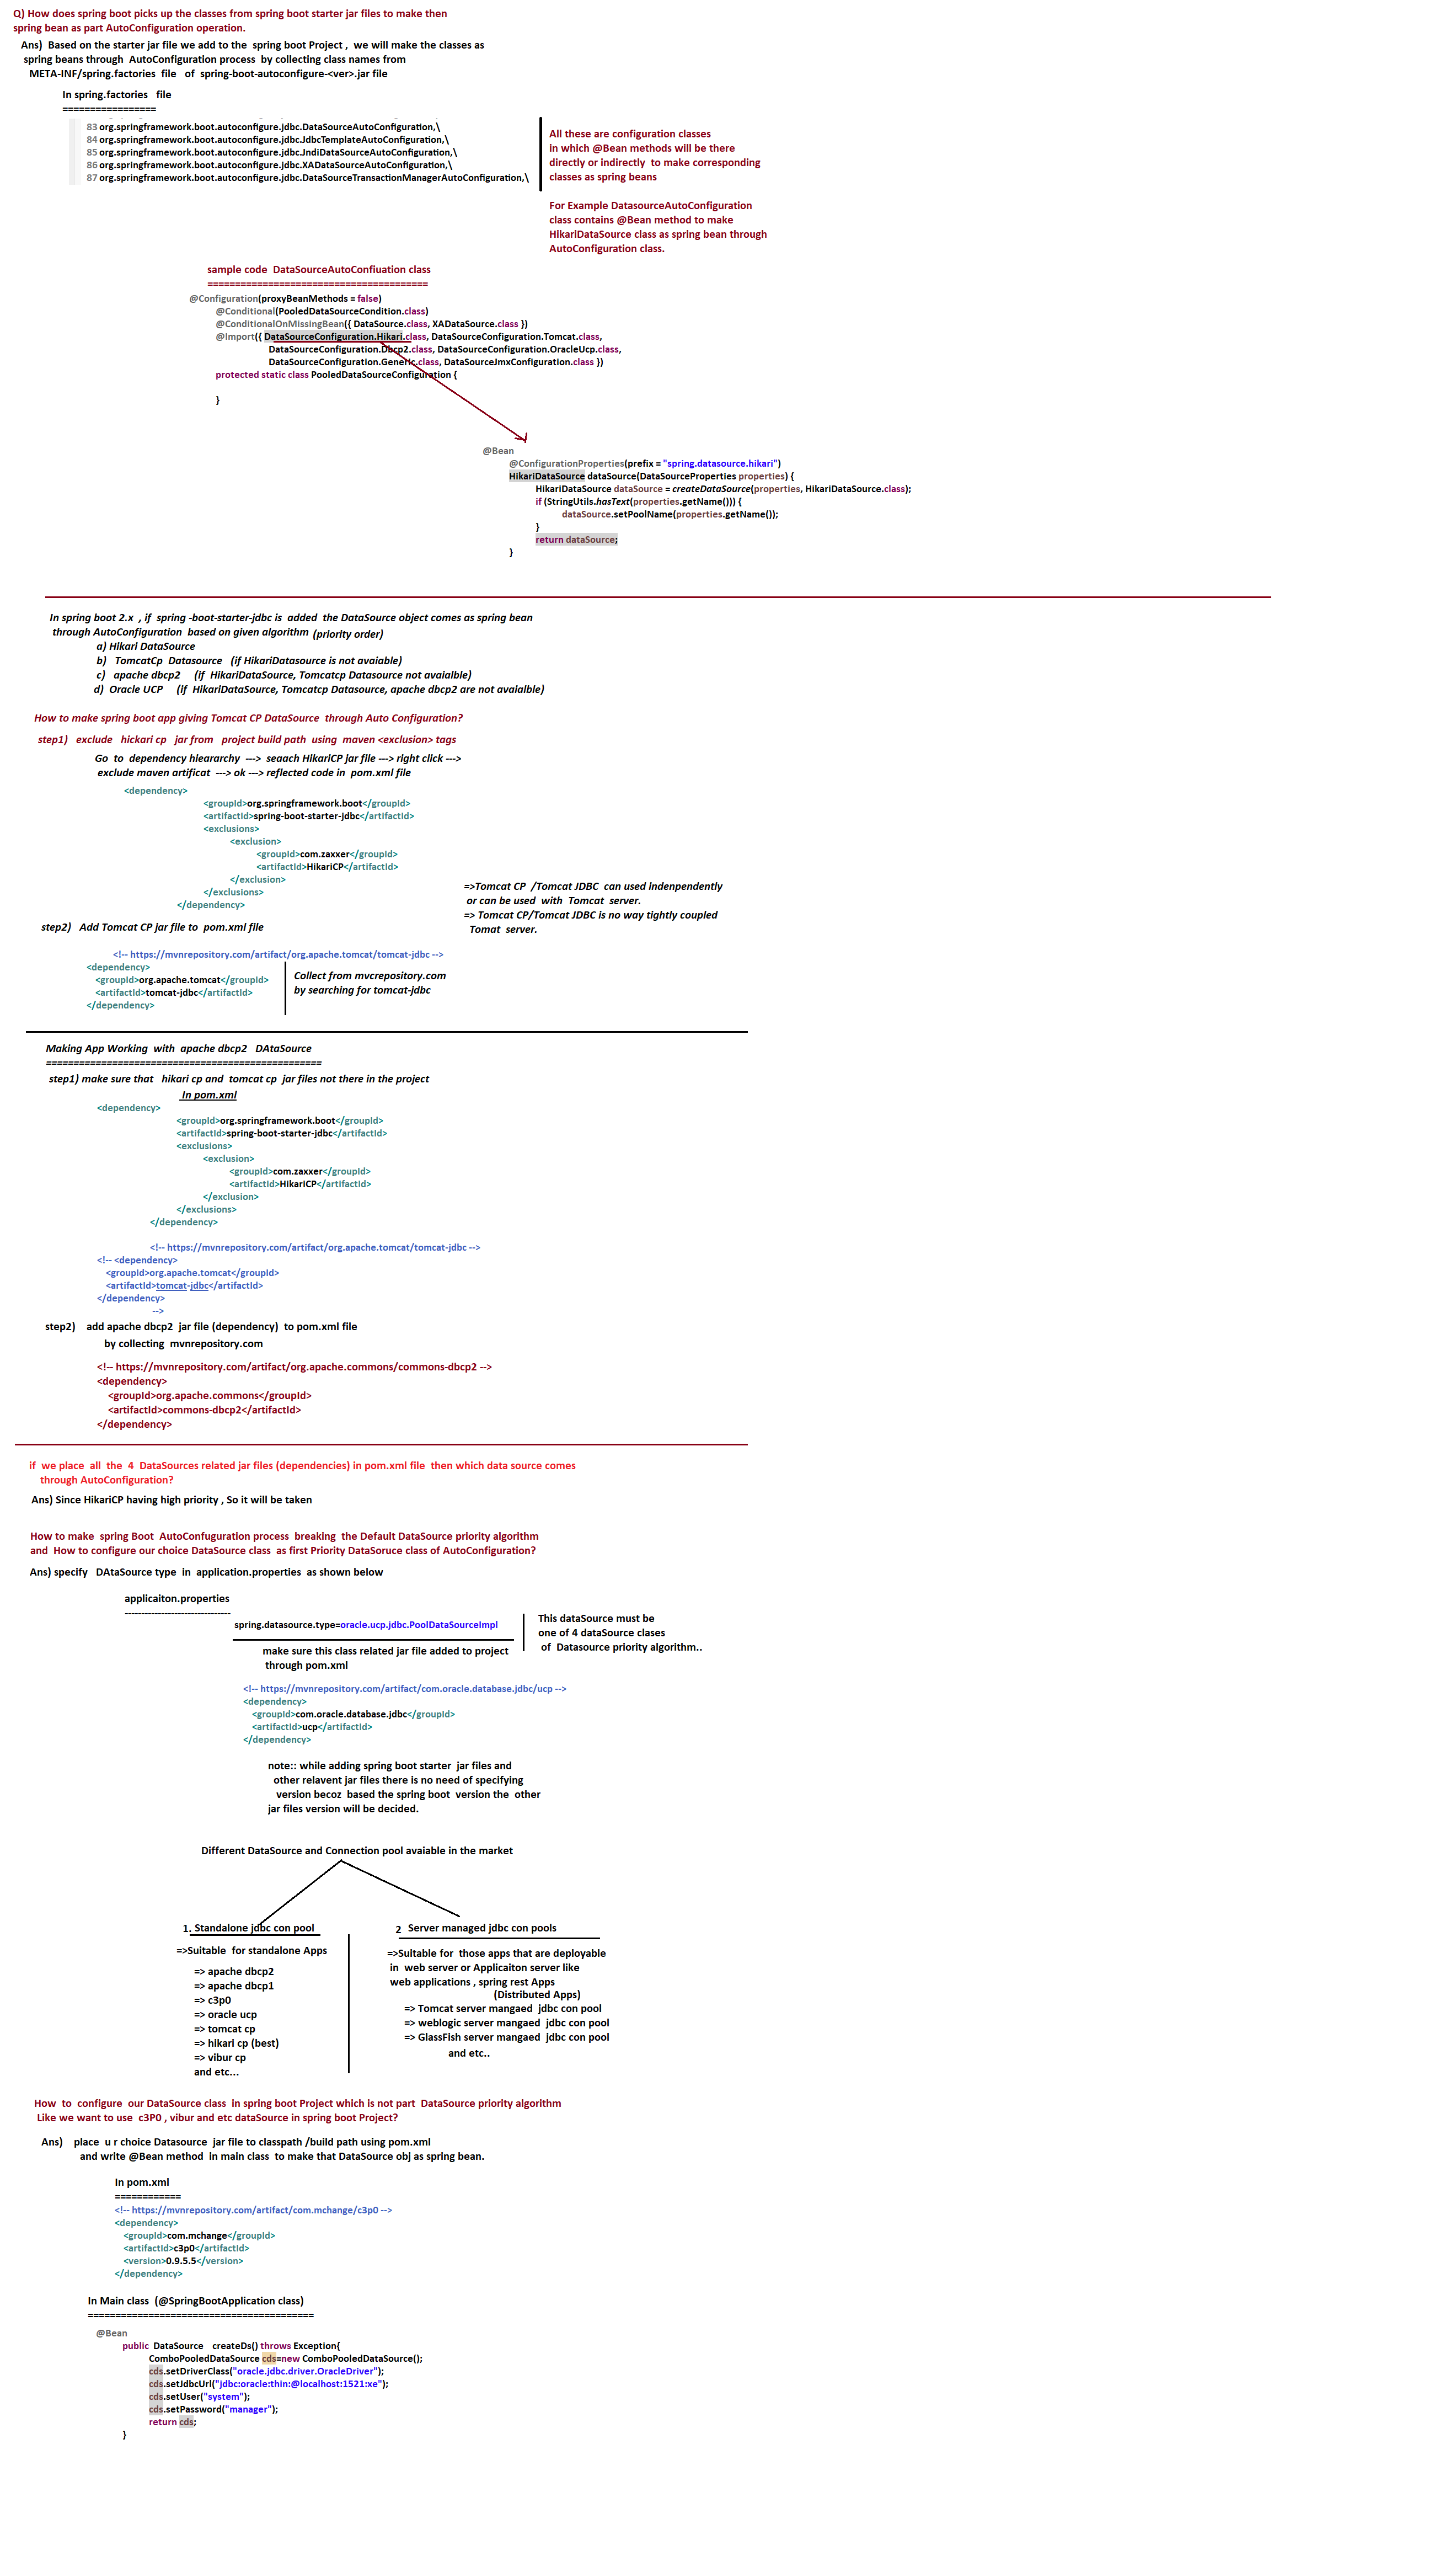 Q) How does spring boot picks up the classes from spring boot starter jar files to make then
spring bean as part AutoConfiguration operation.
Ans) Based on the starter jar file we add to the spring boot Project , we will make the classes as
spring beans through AutoConfiguration process by collecting class names from
META-INF/spring.factories file of spring-boot-autoconfigure-<ver>.jar file
In spring.factories file
=================
83 org.springframework.boot.autoconfigure.jdbc.DataSourceAutoConfiguration,\
84 org.springframework.boot.autoconfigure.jdbc.JdbcTemplateAutoConfiguration,\
85 org.springframework.boot.autoconfigure.jdbc.JndiDataSourceAutoConfiguration,\
86 org.springframework.boot.autoconfigure.jdbc.XADataSourceAutoConfiguration,\
87 org.springframework.boot.autoconfigure.jdbc.DataSourceTransactionManagerAutoConfiguration,\
All these are configuration classes
in which @Bean methods will be there
directly or indirectly to make corresponding
classes as spring beans
For Example DatasourceAutoConfiguration
class contains @Bean method to make
HikariDataSource class as spring bean through
AutoConfiguration class.
sample code DataSourceAutoConfiuation class
========================================
@Configuration(proxyBeanMethods = false)
@Conditional(PooledDataSourceCondition.class)
@ConditionalOnMissingBean({ DataSource.class, XADataSource.class })
@Import({ DataSourceConfiguration.Hikari.class, DataSourceConfiguration.Tomcat.class,
DataSourceConfiguration.Dbcp2.class, DataSourceConfiguration.OracleUcp.class,
DataSourceConfiguration.Generic.class, DataSourceJmxConfiguration.class })
protected static class PooledDataSourceConfiguration {
}
@Bean
@ConfigurationProperties(prefix = "spring.datasource.hikari")
HikariDataSource dataSource(DataSourceProperties properties) {
HikariDataSource dataSource = createDataSource(properties, HikariDataSource.class);
if (StringUtils.hasText(properties.getName())) {
dataSource.setPoolName(properties.getName());
}
return dataSource;
}
In spring boot 2.x , if spring -boot-starter-jdbc is added the DataSource object comes as spring bean
through AutoConfiguration based on given algorithm (priority order)
a) Hikari DataSource
b) TomcatCp Datasource (if HikariDatasource is not avaiable)
c) apache dbcp2 (if HikariDataSource, Tomcatcp Datasource not avaialble)
d) Oracle UCP (if HikariDataSource, Tomcatcp Datasource, apache dbcp2 are not avaialble)
How to make spring boot app giving Tomcat CP DataSource through Auto Configuration?
step1) exclude hickari cp jar from project build path using maven <exclusion> tags
Go to dependency hieararchy ---> seaach HikariCP jar file ---> right click --->
exclude maven artificat ---> ok ---> reflected code in pom.xml file
<dependency>
<groupId>org.springframework.boot</groupId>
<artifactId>spring-boot-starter-jdbc</artifactId>
<exclusions>
<exclusion>
<groupId>com.zaxxer</groupId>
<artifactId>HikariCP</artifactId>
</exclusion>
</exclusions>
</dependency>
=>Tomcat CP /Tomcat JDBC can used indenpendently
or can be used with Tomcat server.
=> Tomcat CP/Tomcat JDBC is no way tightly coupled
Tomat server.
step2) Add Tomcat CP jar file to pom.xml file
<!-- https://mvnrepository.com/artifact/org.apache.tomcat/tomcat-jdbc -->
<dependency>
<groupId>org.apache.tomcat</groupId>
<artifactId>tomcat-jdbc</artifactId>
</dependency>
Collect from mvcrepository.com
by searching for tomcat-jdbc
Making App Working with apache dbcp2 DAtaSource
==================================================
step1) make sure that hikari cp and tomcat cp jar files not there in the project
In pom.xml
<dependency>
<groupId>org.springframework.boot</groupId>
<artifactId>spring-boot-starter-jdbc</artifactId>
<exclusions>
<exclusion>
<groupId>com.zaxxer</groupId>
<artifactId>HikariCP</artifactId>
</exclusion>
</exclusions>
</dependency>
<!-- https://mvnrepository.com/artifact/org.apache.tomcat/tomcat-jdbc -->
<!-- <dependency>
<groupId>org.apache.tomcat</groupId>
<artifactId>tomcat-jdbc</artifactId>
</dependency>
-->
step2) add apache dbcp2 jar file (dependency) to pom.xml file
by collecting mvnrepository.com
<!-- https://mvnrepository.com/artifact/org.apache.commons/commons-dbcp2 -->
<dependency>
<groupId>org.apache.commons</groupId>
<artifactId>commons-dbcp2</artifactId>
</dependency>
if we place all the 4 DataSources related jar files (dependencies) in pom.xml file then which data source comes
through AutoConfiguration?
Ans) Since HikariCP having high priority , So it will be taken
How to make spring Boot AutoConfuguration process breaking the Default DataSource priority algorithm
and How to configure our choice DataSource class as first Priority DataSoruce class of AutoConfiguration?
Ans) specify DAtaSource type in application.properties as shown below
applicaiton.properties
--------------------------------
spring.datasource.type=oracle.ucp.jdbc.PoolDataSourceImpl
This dataSource must be
one of 4 dataSource clases
of Datasource priority algorithm..
make sure this class related jar file added to project
through pom.xml
<!-- https://mvnrepository.com/artifact/com.oracle.database.jdbc/ucp -->
<dependency>
<groupId>com.oracle.database.jdbc</groupId>
<artifactId>ucp</artifactId>
</dependency>
note:: while adding spring boot starter jar files and
other relavent jar files there is no need of specifying
version becoz based the spring boot version the other
jar files version will be decided.
Different DataSource and Connection pool avaiable in the market
1. Standalone jdbc con pool
=>Suitable for standalone Apps
=> apache dbcp2
=> apache dbcp1
=> c3p0
=> oracle ucp
=> tomcat cp
=> hikari cp (best)
=> vibur cp
and etc...
2 Server managed jdbc con pools
=>Suitable for those apps that are deployable
in web server or Applicaiton server like
web applications , spring rest Apps
(Distributed Apps)
=> Tomcat server mangaed jdbc con pool
=> weblogic server mangaed jdbc con pool
=> GlassFish server mangaed jdbc con pool
and etc..
How to configure our DataSource class in spring boot Project which is not part DataSource priority algorithm
Like we want to use c3P0 , vibur and etc dataSource in spring boot Project?
Ans) place u r choice Datasource jar file to classpath /build path using pom.xml
and write @Bean method in main class to make that DataSource obj as spring bean.
In pom.xml
============
<!-- https://mvnrepository.com/artifact/com.mchange/c3p0 -->
<dependency>
<groupId>com.mchange</groupId>
<artifactId>c3p0</artifactId>
<version>0.9.5.5</version>
</dependency>
In Main class (@SpringBootApplication class)
=========================================
@Bean
public DataSource createDs() throws Exception{
ComboPooledDataSource cds=new ComboPooledDataSource();
cds.setDriverClass("oracle.jdbc.driver.OracleDriver");
cds.setJdbcUrl("jdbc:oracle:thin:@localhost:1521:xe");
cds.setUser("system");
cds.setPassword("manager");
return cds;
}